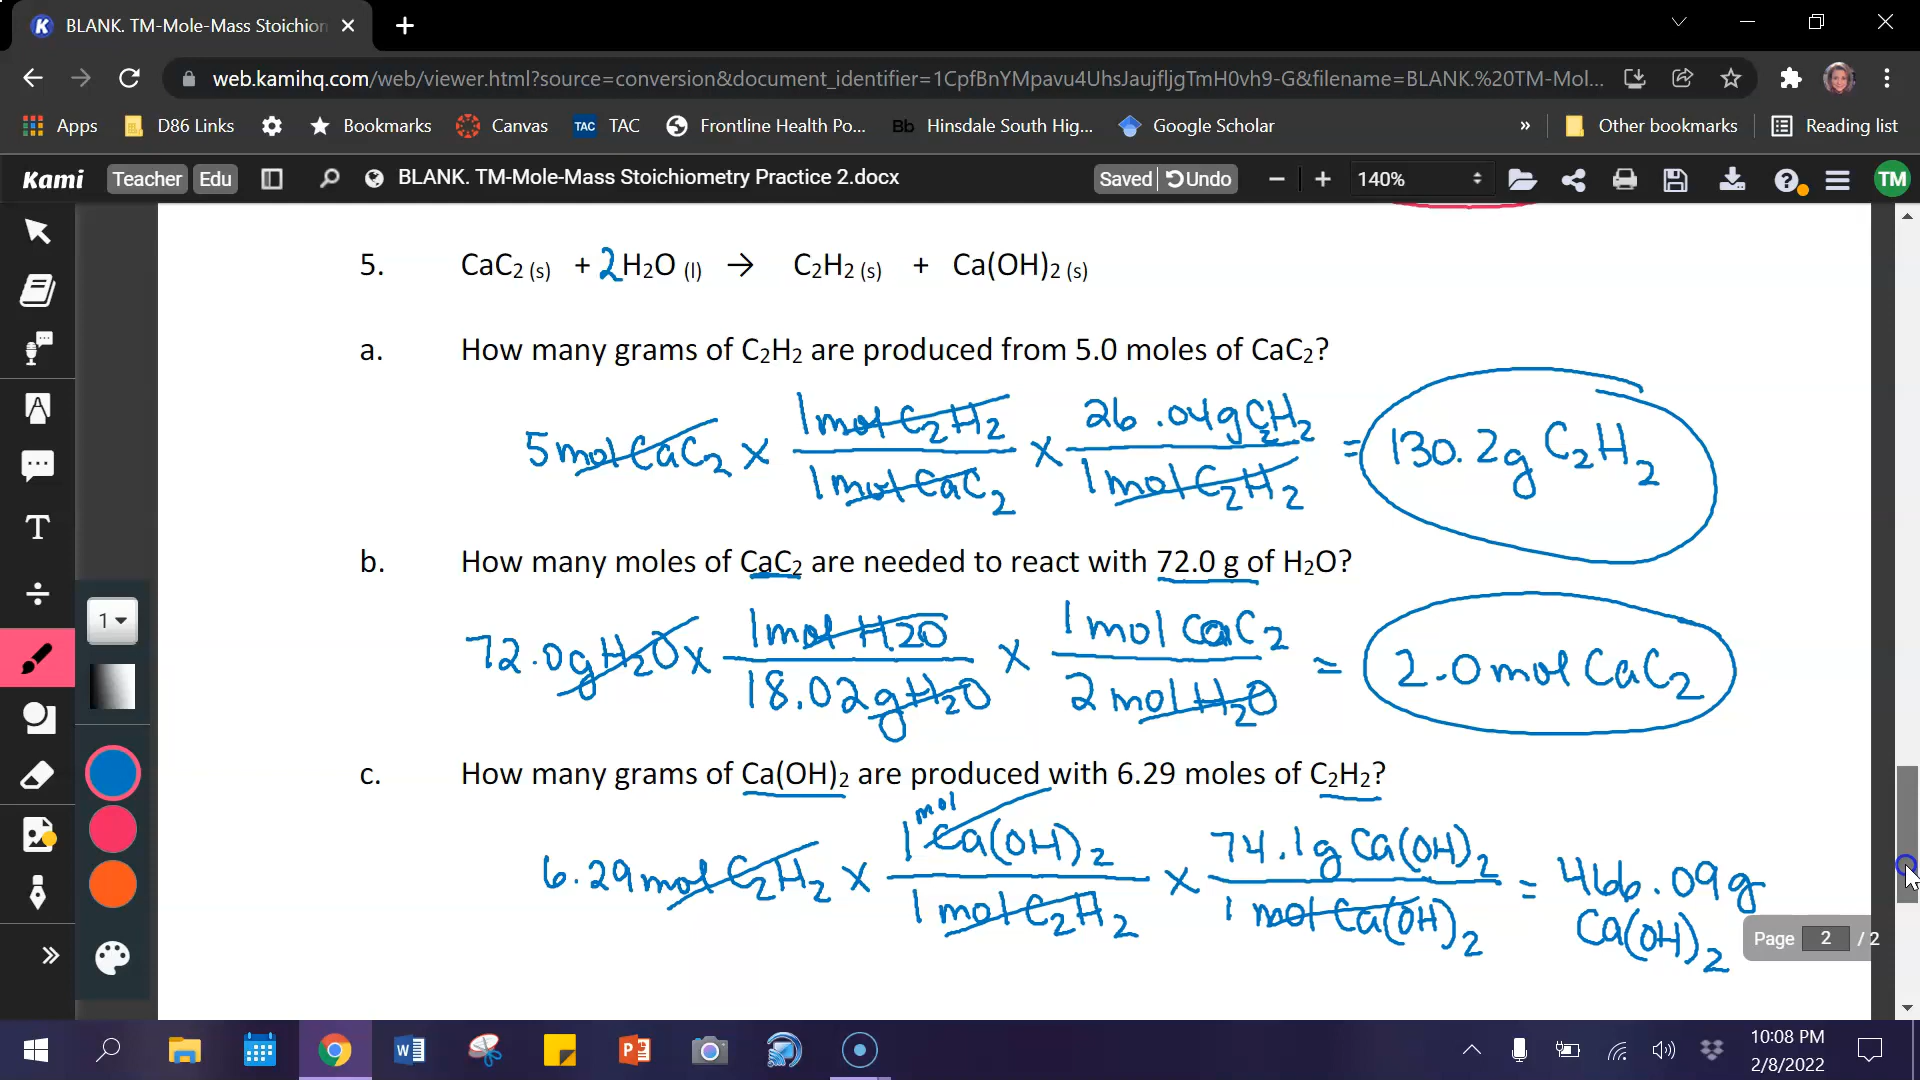 BLANK. TM-Mole-Mass Stoichion
web.kamihq.com/web/viewer.html?source=conversion&document_identifier=1CpfBnYMpavu4UhsJaujfljgTmH0vh9-G&filename=BLANK.%20TM-Mol...
Apps D86 Links Bookmarks Canvas TAC TAC Frontline Health Po... Bb Hinsdale South Hig... Google Scholar » Other bookmarks Reading list
Kami Teacher Edu BLANK. TM-Mole-Mass Stoichiometry Practice 2.docx Saved Undo 140% TM
5. CaC₂ (s) + 2H₂O (l) → C₂H₂ (s) + Ca(OH)₂ (s)
a. How many grams of C₂H₂ are produced from 5.0 moles of CaC₂?
5 mol CaC₂ x 1 mol C₂H₂ / 1 mol CaC₂ x 26.04g C₂H₂ / 1 mol C₂H₂ = 130.2g C₂H₂
b. How many moles of CaC₂ are needed to react with 72.0 g of H₂O?
72.0g H₂O x 1 mol H2O / 18.02g H₂O x 1 mol CaC₂ / 2 mol H₂O = 2.0 mol CaC₂
c. How many grams of Ca(OH)₂ are produced with 6.29 moles of C₂H₂?
6.29 mol C₂H₂ x 1 mol Ca(OH)₂ / 1 mol C₂H₂ x 74.1g Ca(OH)₂ / 1 mol Ca(OH)₂ = 466.09g
Ca(OH)₂
Page 2 / 2
1
T
10:08 PM
2/8/2022